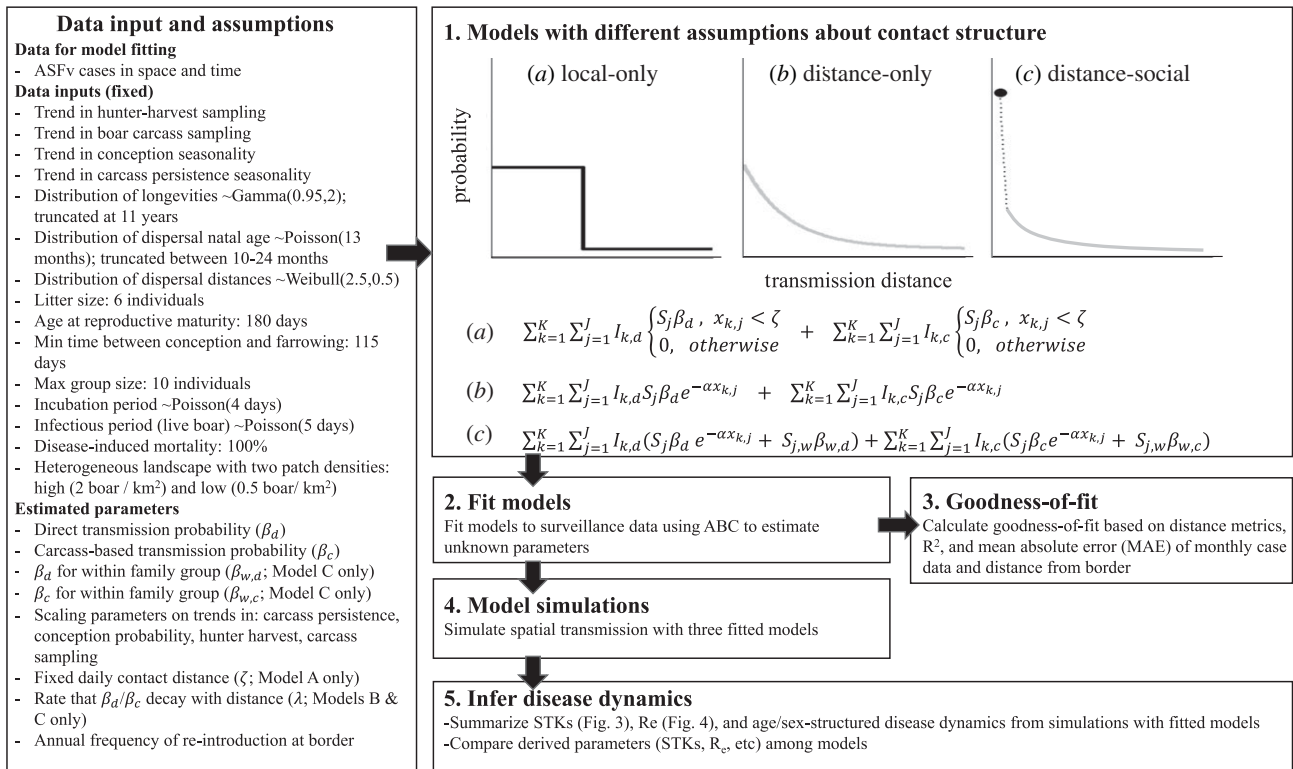 Data input and assumptions
Data for model fitting
- ASFv cases in space and time
Data inputs (fixed)
- Trend in hunter-harvest sampling
- Trend in boar carcass sampling
- Trend in conception seasonality
- Trend in carcass persistence seasonality
- Distribution of longevities ~Gamma(0.95,2);
truncated at 11 years
- Distribution of dispersal natal age ~Poisson(13
months); truncated between 10-24 months
- Distribution of dispersal distances ~Weibull(2.5,0.5)
- Litter size: 6 individuals
- Age at reproductive maturity: 180 days
- Min time between conception and farrowing: 115
days
- Max group size: 10 individuals
- Incubation period ~Poisson(4 days)
- Infectious period (live boar) ~Poisson(5 days)
- Disease-induced mortality: 100%
- Heterogeneous landscape with two patch densities:
high (2 boar / km²) and low (0.5 boar/ km²)
Estimated parameters
- Direct transmission probability (β_d)
- Carcass-based transmission probability (β_c)
- β_d for within family group (β_{w,d}; Model C only)
- β_c for within family group (β_{w,c}; Model C only)
- Scaling parameters on trends in: carcass persistence,
conception probability, hunter harvest, carcass
sampling
- Fixed daily contact distance (ζ; Model A only)
- Rate that β_d/β_c decay with distance (λ; Models B &
C only)
- Annual frequency of re-introduction at border
1. Models with different assumptions about contact structure
(a) local-only
(b) distance-only
(c) distance-social
probability
transmission distance
(a) ∑_{k=1}^{K} ∑_{j=1}^{J} I_{k,d} { S_j β_d , x_{k,j} < ζ ; 0, otherwise + ∑_{k=1}^{K} ∑_{j=1}^{J} I_{k,c} { S_j β_c , x_{k,j} < ζ ; 0, otherwise
(b) ∑_{k=1}^{K} ∑_{j=1}^{J} I_{k,d} S_j β_d e^{-αx_{k,j}} + ∑_{k=1}^{K} ∑_{j=1}^{J} I_{k,c} S_j β_c e^{-αx_{k,j}}
(c) ∑_{k=1}^{K} ∑_{j=1}^{J} I_{k,d} (S_j β_d e^{-αx_{k,j}} + S_{j,w} β_{w,d}) + ∑_{k=1}^{K} ∑_{j=1}^{J} I_{k,c} (S_j β_c e^{-αx_{k,j}} + S_{j,w} β_{w,c})
2. Fit models
Fit models to surveillance data using ABC to estimate
unknown parameters
3. Goodness-of-fit
Calculate goodness-of-fit based on distance metrics,
R², and mean absolute error (MAE) of monthly case
data and distance from border
4. Model simulations
Simulate spatial transmission with three fitted models
5. Infer disease dynamics
-Summarize STKs (Fig. 3), Re (Fig. 4), and age/sex-structured disease dynamics from simulations with fitted models
-Compare derived parameters (STKs, R_e, etc) among models